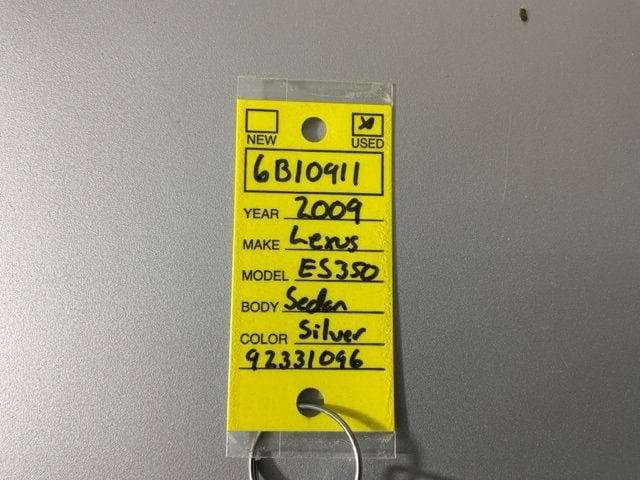 NEW USED
6B10911
YEAR 2009
MAKE Lexus
MODEL ES350
BODY Sedan
COLOR Silver
92331096